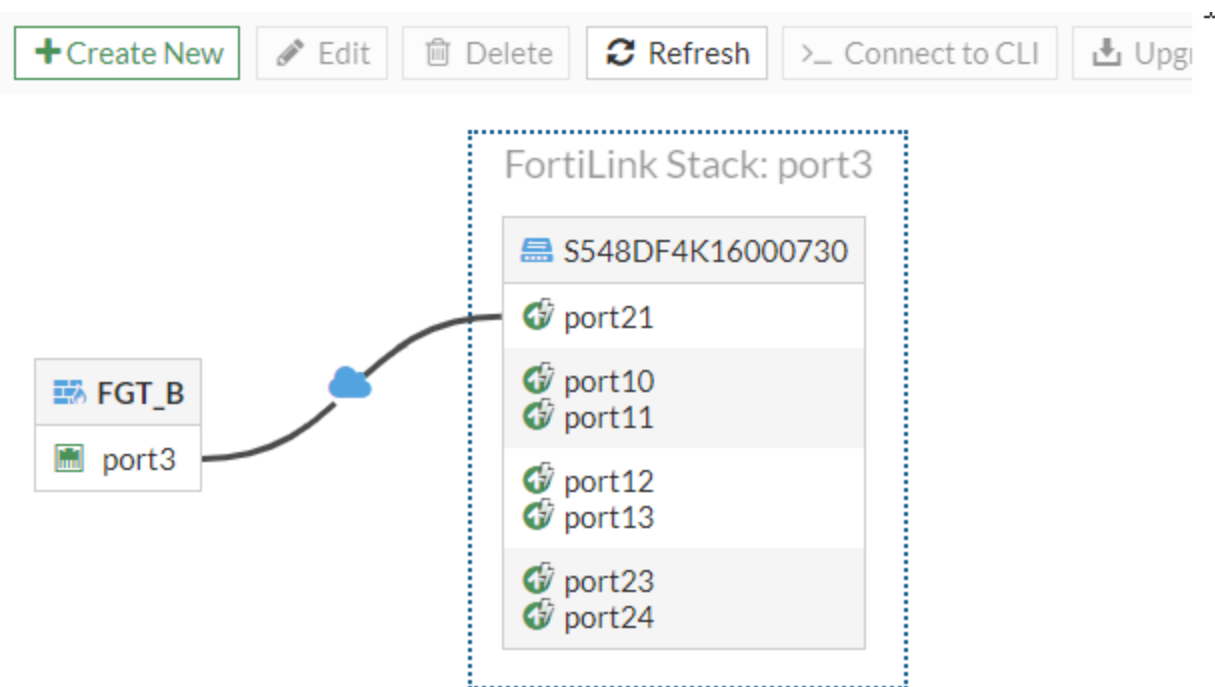 Create New Edit Delete Refresh >_ Connect to CLI
FortiLink Stack: port3
S548DF4K16000730
port21
port10
port11
FGT_B
port3
port12
port13
port23
port24